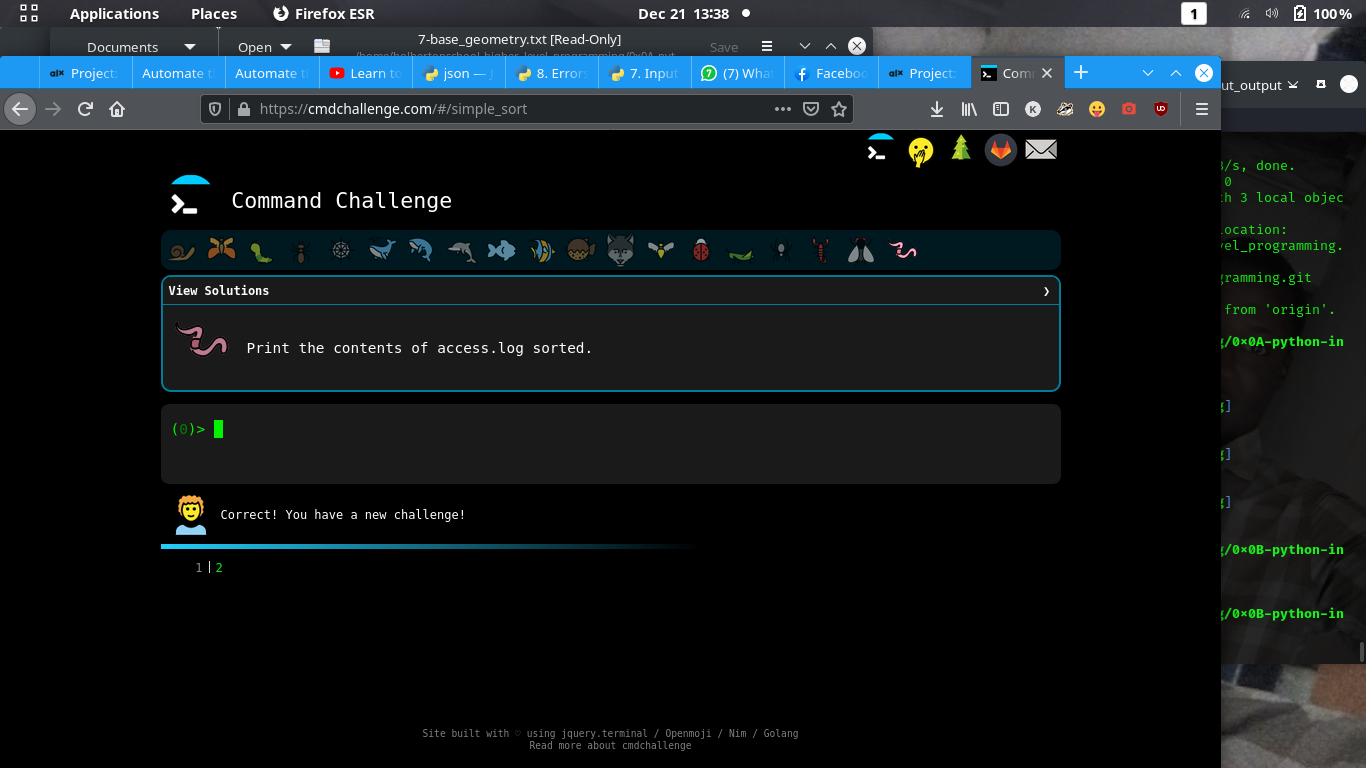 Applications Places Firefox ESR Dec 21 13:38 1 100%
Documents Open 7-base_geometry.txt [Read-Only] Save
Project: Automate t Automate t Learn to json — J 8. Errors 7. Input (7) Wha Faceboo Project: Com
ut_output
https://cmdchallenge.com/#/simple_sort
Command Challenge
View Solutions
Print the contents of access.log sorted.
(0)>
Correct! You have a new challenge!
1 | 2
Site built with ♡ using jquery.terminal / Openmoji / Nim / Golang
Read more about cmdchallenge
B/s, done.
0
th 3 local objec
location:
vel_programming.
gramming.git
from 'origin'.
g/0×0A-python-in
g]
g]
g]
g/0×0B-python-in
g/0×0B-python-in